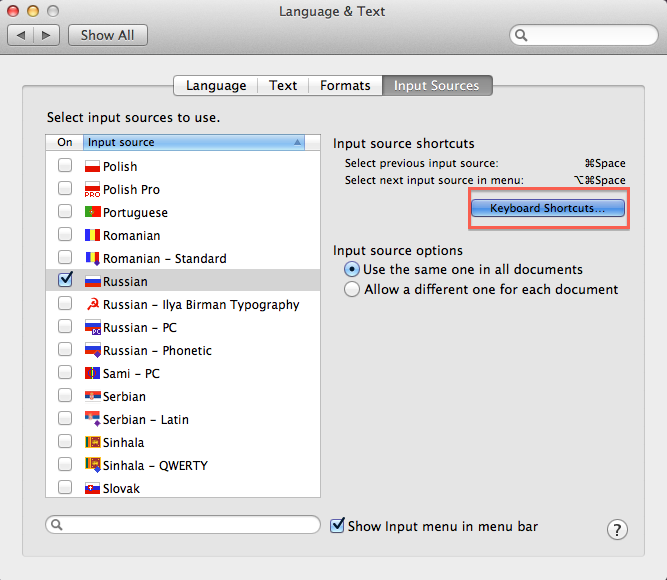 Language & Text
Show All
Language Text Formats Input Sources
Select input sources to use.
On Input source
Polish
PRO Polish Pro
Portuguese
Romanian
Romanian - Standard
Russian
Russian - Ilya Birman Typography
PC Russian - PC
Russian - Phonetic
Sami - PC
Serbian
Serbian - Latin
Sinhala
Sinhala - QWERTY
Slovak
Input source shortcuts
Select previous input source: ⌘Space
Select next input source in menu: ⌥⌘Space
Keyboard Shortcuts...
Input source options
Use the same one in all documents
Allow a different one for each document
Show Input menu in menu bar
?